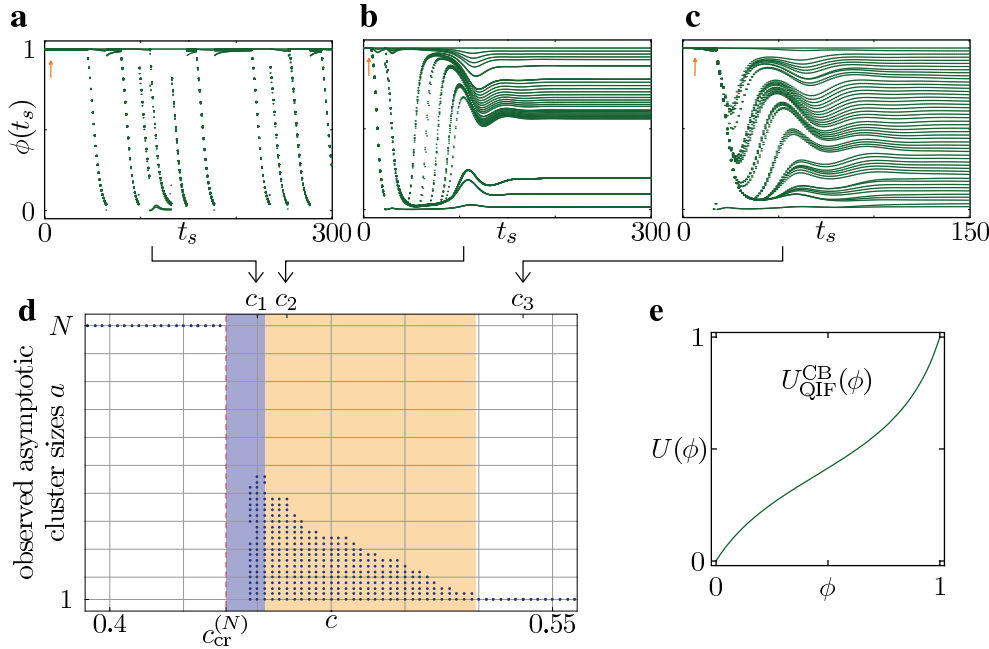 a
b
c
1
0
ϕ(t_s)
0
t_s
300
0
t_s
300
0
t_s
150
c_1
c_2
c_3
d
N
1
observed asymptotic
cluster sizes a
0.4
c_cr^(N)
c
0.55
e
1
U(ϕ)
0
U_QIF^CB(ϕ)
0
ϕ
1